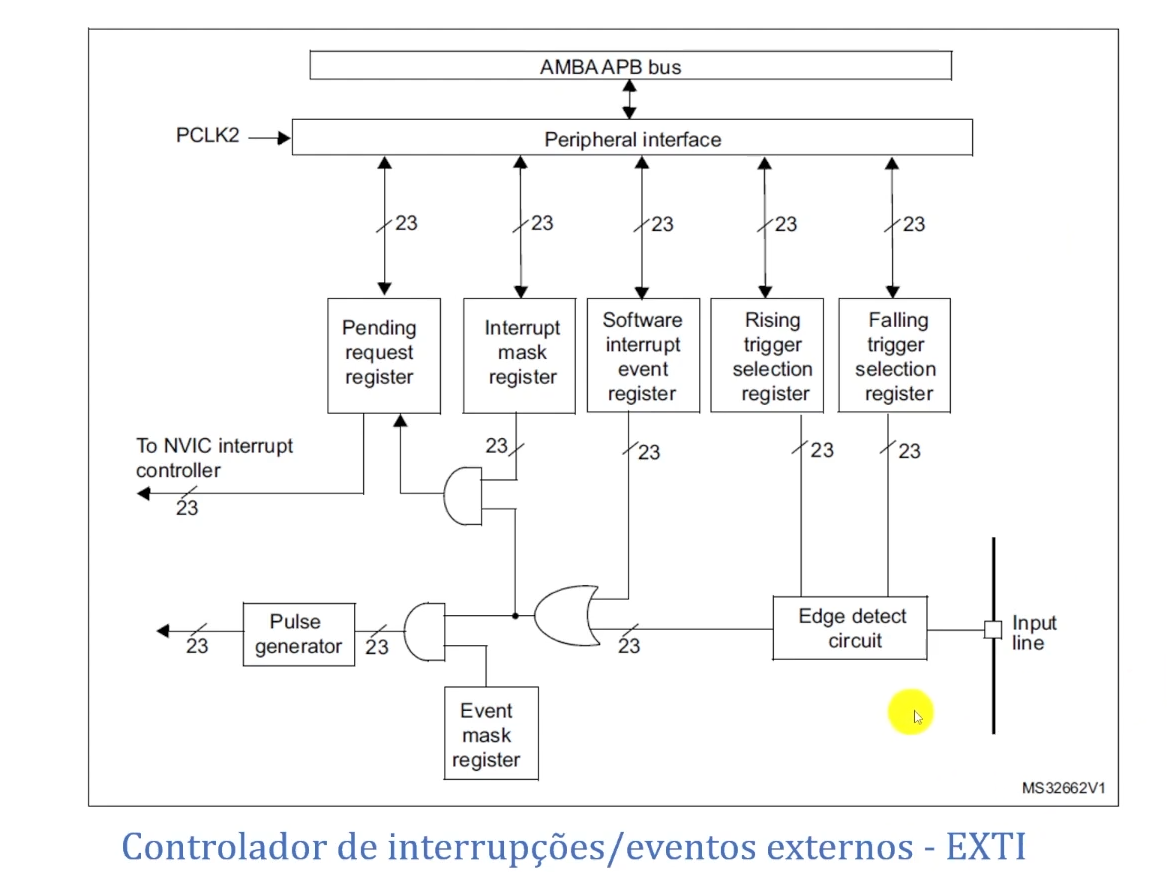 AMBA APB bus
PCLK2
Peripheral interface
23
23
23
23
23
Pending
request
register
Interrupt
mask
register
Software
interrupt
event
register
Rising
trigger
selection
register
Falling
trigger
selection
register
To NVIC interrupt
controller
23
23
23
23
23
Pulse
generator
23
23
23
Edge detect
circuit
Input
line
Event
mask
register
MS32662V1
Controlador de interrupções/eventos externos - EXTI